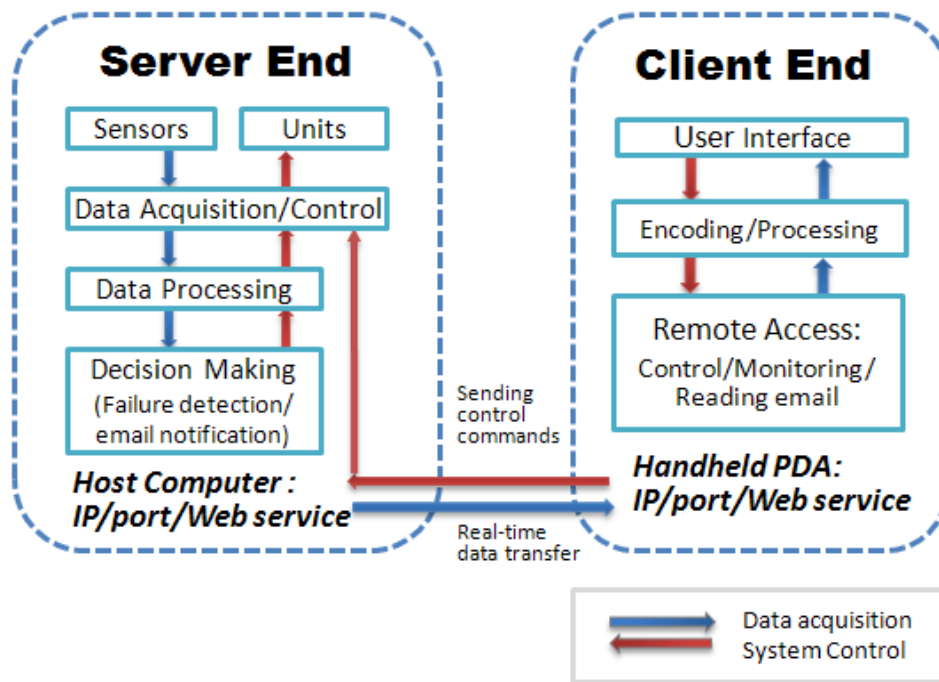 Server End
Sensors
Units
Data Acquisition/Control
Data Processing
Decision Making
(Failure detection/
email notification)
Host Computer :
IP/port/Web service
Sending
control
commands
Real-time
data transfer
Client End
User Interface
Encoding/Processing
Remote Access:
Control/Monitoring/
Reading email
Handheld PDA:
IP/port/Web service
Data acquisition
System Control